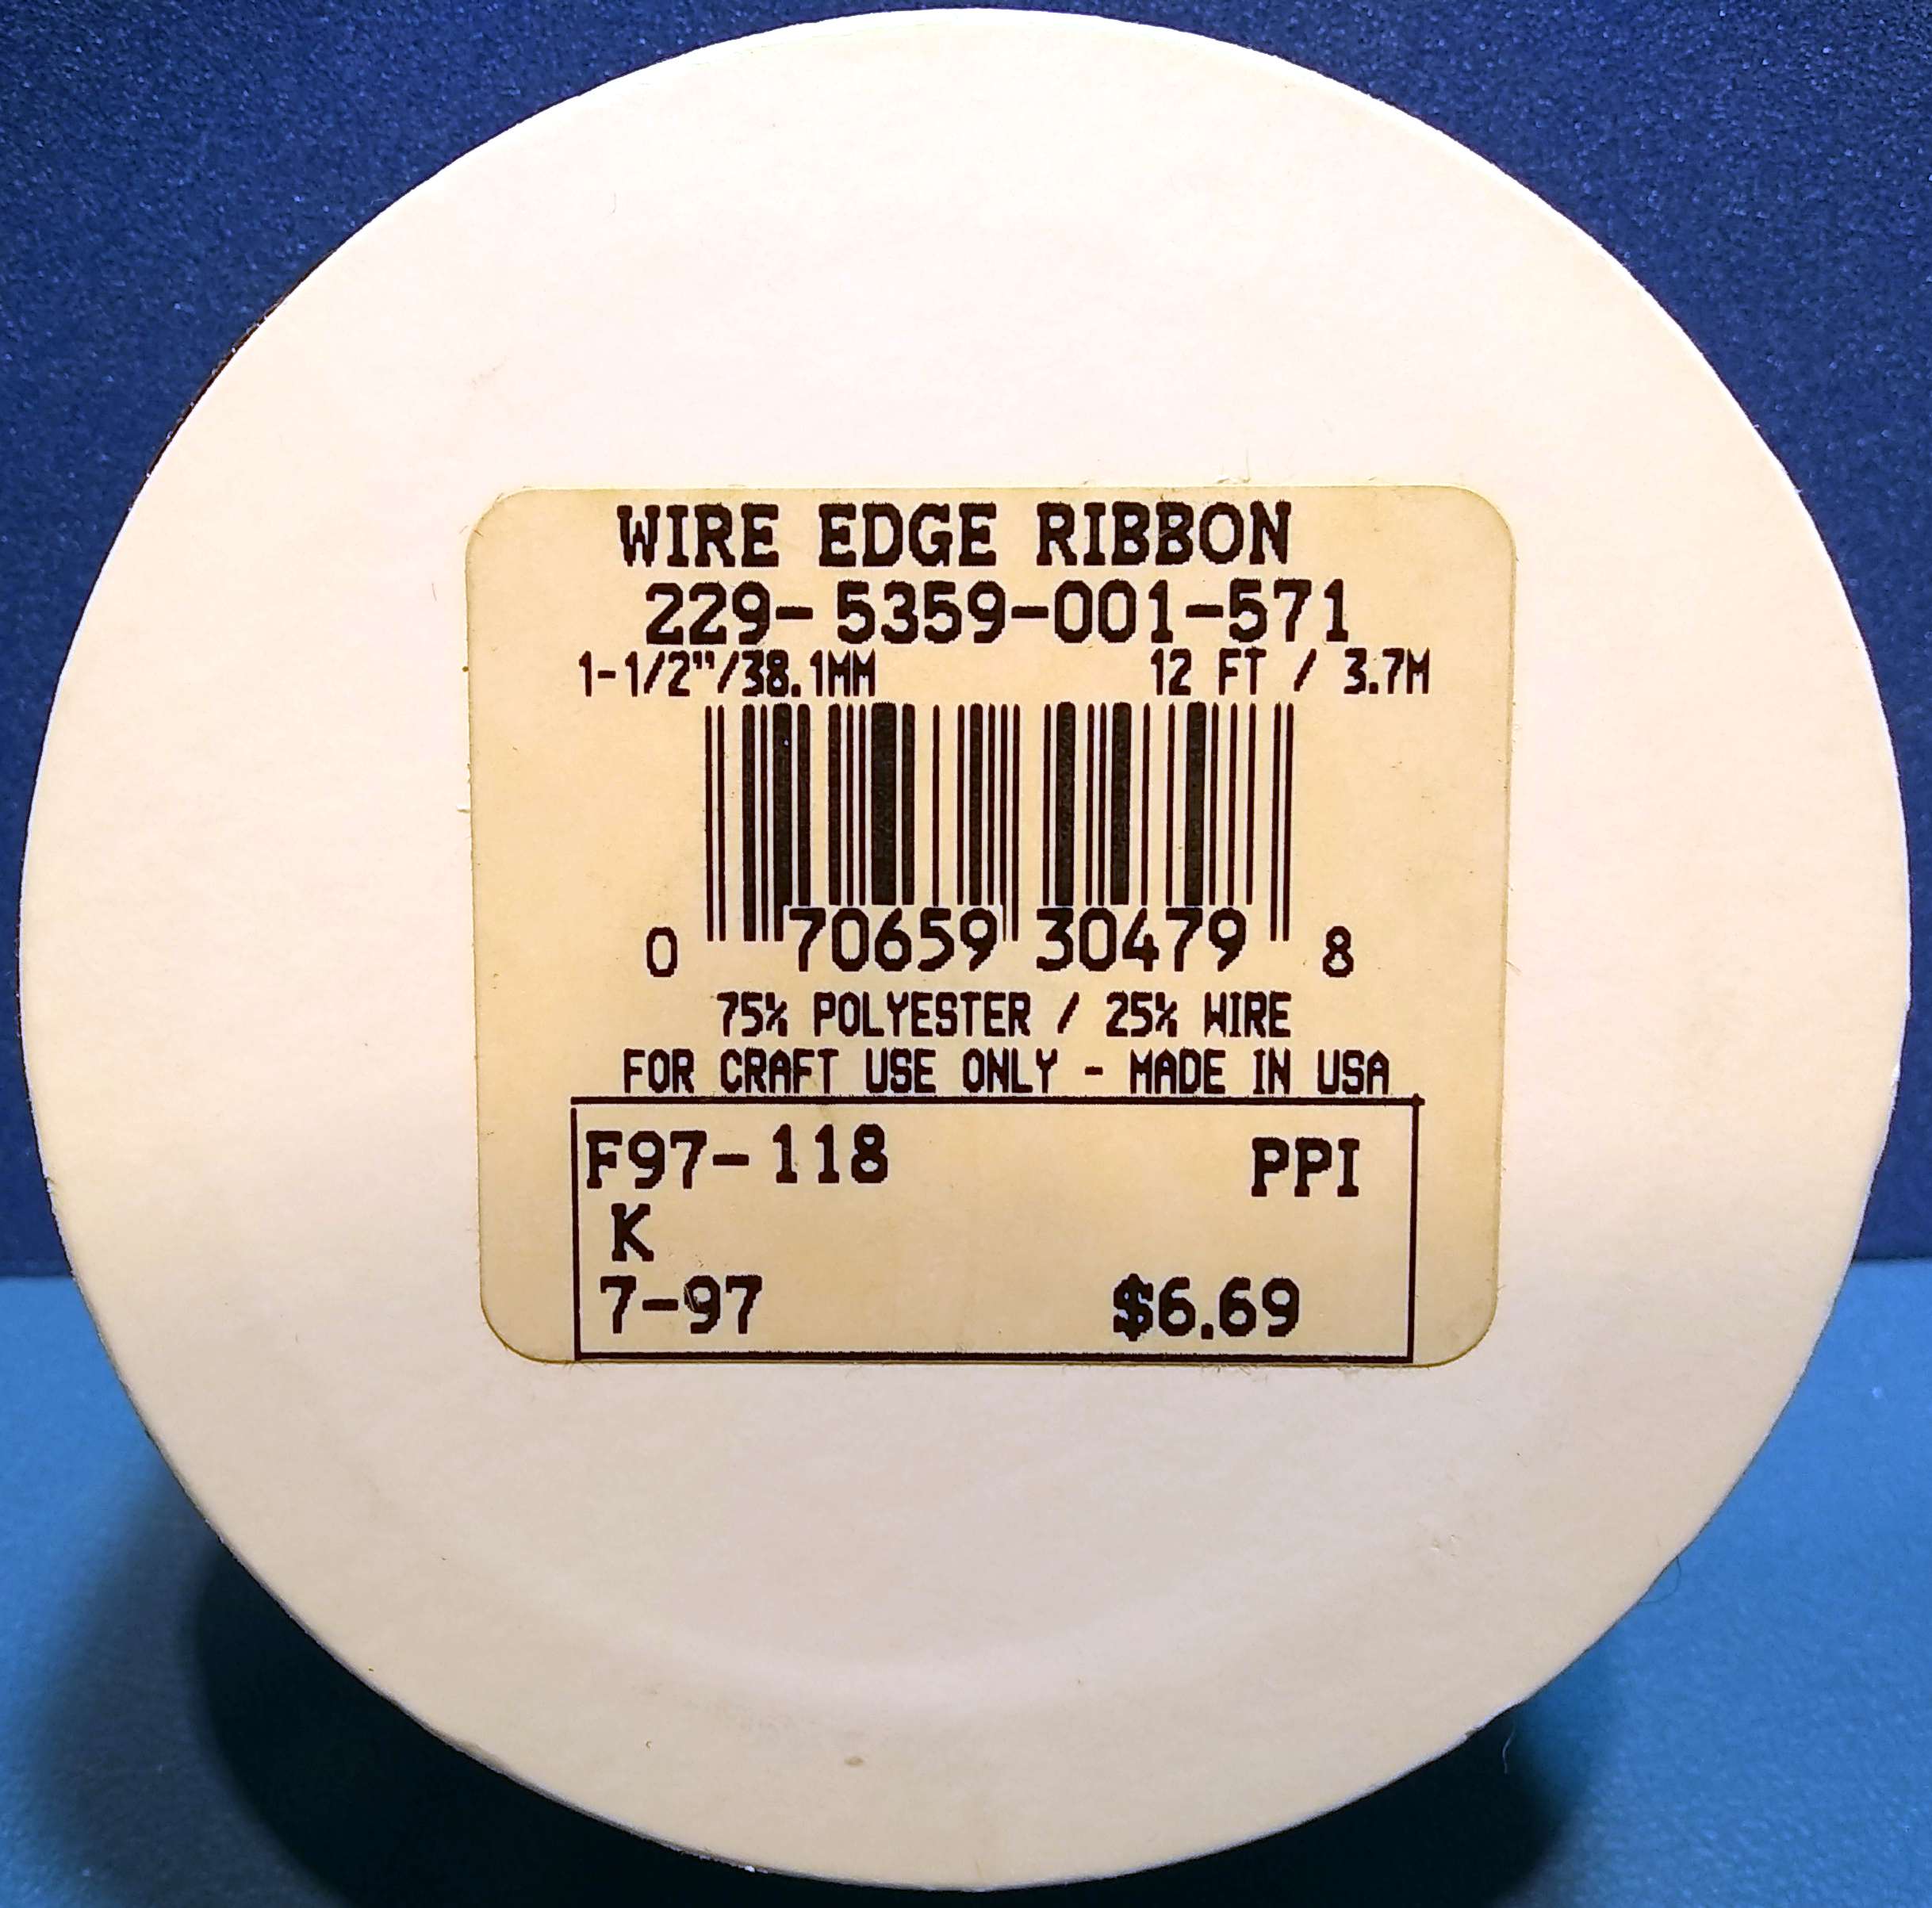 WIRE EDGE RIBBON
229-5359-001-571
1-1/2"/38.1MM 12 FT / 3.7M
0 70659 30479 8
75% POLYESTER / 25% WIRE
FOR CRAFT USE ONLY - MADE IN USA
F97-118 PPI
K
7-97 $6.69